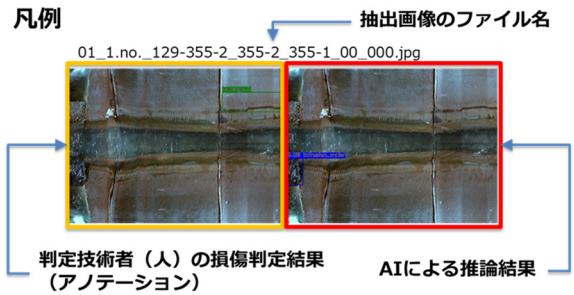 凡例
抽出画像のファイル名
01_1.no._129-355-2_355-2_355-1_00_000.jpg
判定技術者（人）の損傷判定結果
（アノテーション）
AIによる推論結果